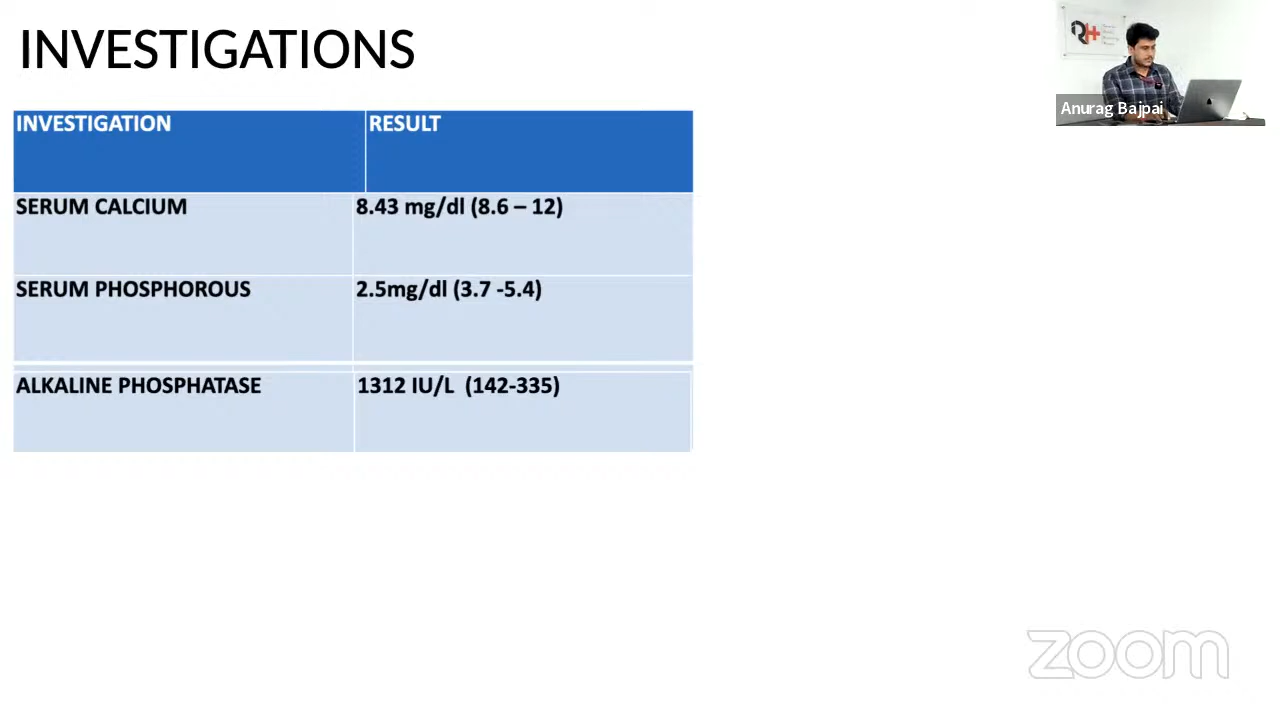 INVESTIGATIONS
Anurag Bajpai
INVESTIGATION RESULT
SERUM CALCIUM 8.43 mg/dl (8.6 – 12)
SERUM PHOSPHOROUS 2.5mg/dl (3.7 -5.4)
ALKALINE PHOSPHATASE 1312 IU/L (142-335)
zoom